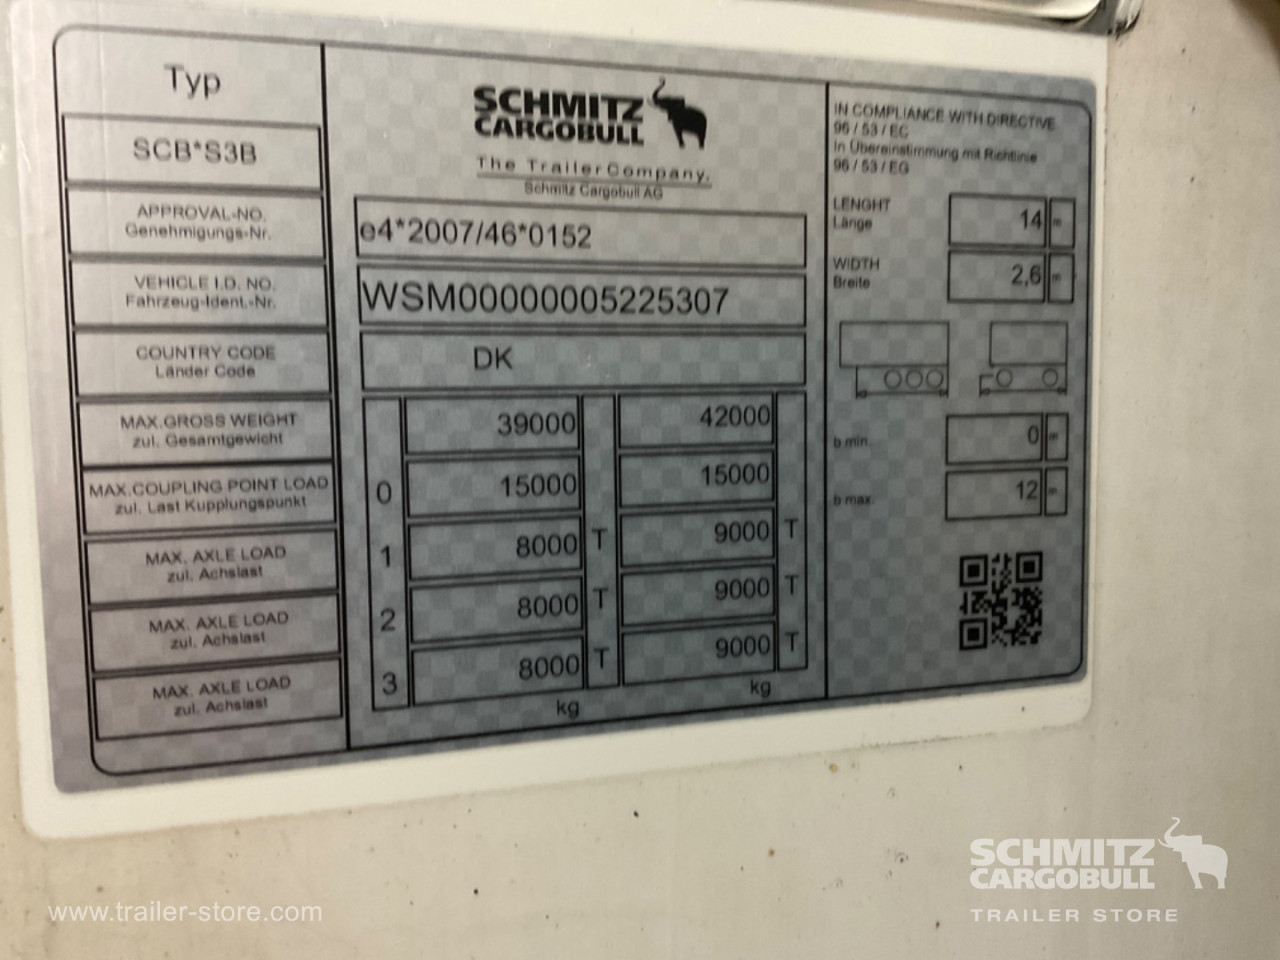 Typ
SCB*S3B
APPROVAL-NO.
Genehmigungs-Nr.
VEHICLE I.D. NO.
Fahrzeug-Ident.-Nr.
COUNTRY CODE
Länder Code
MAX.GROSS WEIGHT
zul. Gesamtgewicht
MAX.COUPLING POINT LOAD
zul. Last Kupplungspunkt
MAX. AXLE LOAD
zul. Achslast
MAX. AXLE LOAD
zul. Achslast
MAX. AXLE LOAD
zul. Achslast
SCHMITZ
CARGOBULL
The Trailer Company.
Schmitz Cargobull AG
e4*2007/46*0152
WSM00000005225307
DK
39000 42000
0 15000 15000
1 8000 T 9000 T
2 8000 T 9000 T
3 8000 T 9000 T
kg kg
IN COMPLIANCE WITH DIRECTIVE
96 / 53 / EC
In Übereinstimmung mit Richtlinie
96 / 53 / EG
LENGHT
Länge
14 m
WIDTH
Breite
2,6 m
b min. 0 m
b max. 12 m
www.trailer-store.com
SCHMITZ
CARGOBULL
TRAILER STORE